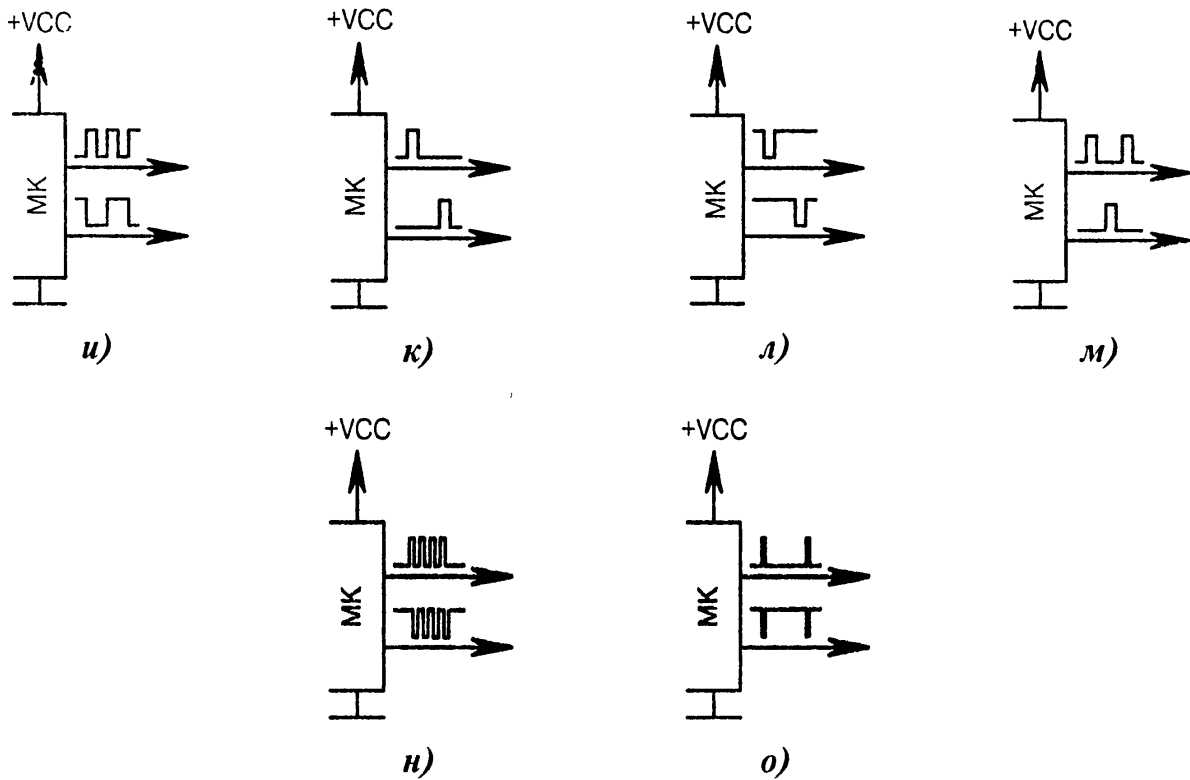 +VCC +VCC +VCC +VCC
МК МК МК МК
и) к) л) м)
+VCC +VCC
МК МК
н) о)